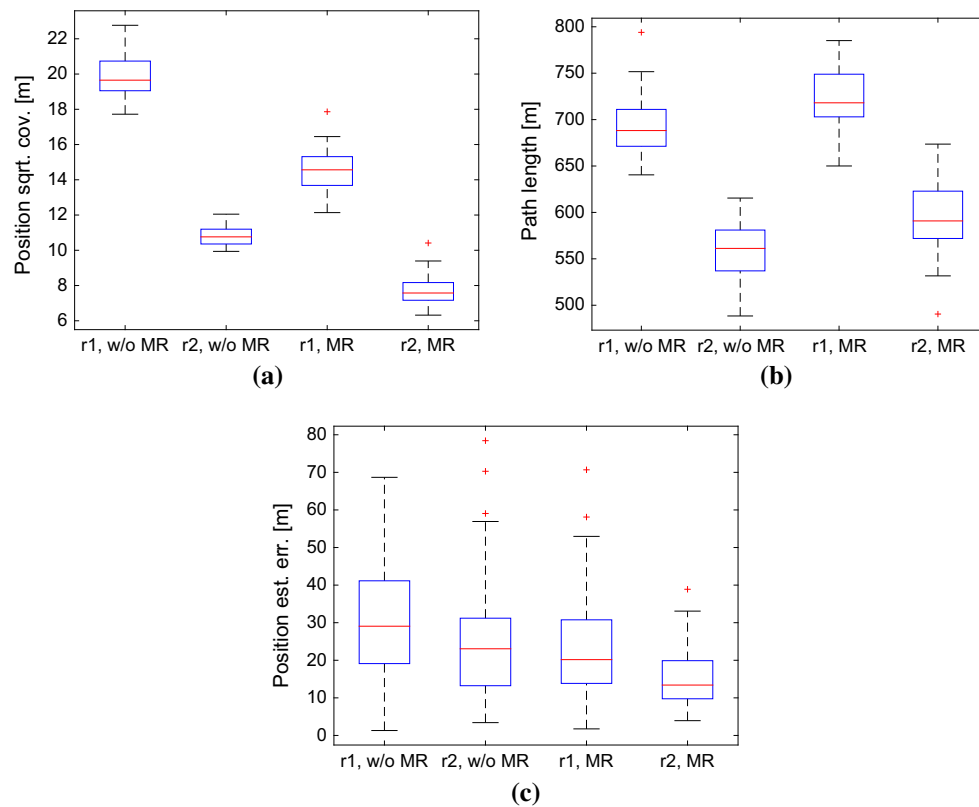 Position sqrt. cov. [m]
22
20
18
16
14
12
10
8
6
r1, w/o MR r2, w/o MR r1, MR r2, MR
(a)
Path length [m]
800
750
700
650
600
550
500
r1, w/o MR r2, w/o MR r1, MR r2, MR
(b)
Position est. err. [m]
80
70
60
50
40
30
20
10
0
r1, w/o MR r2, w/o MR r1, MR r2, MR
(c)